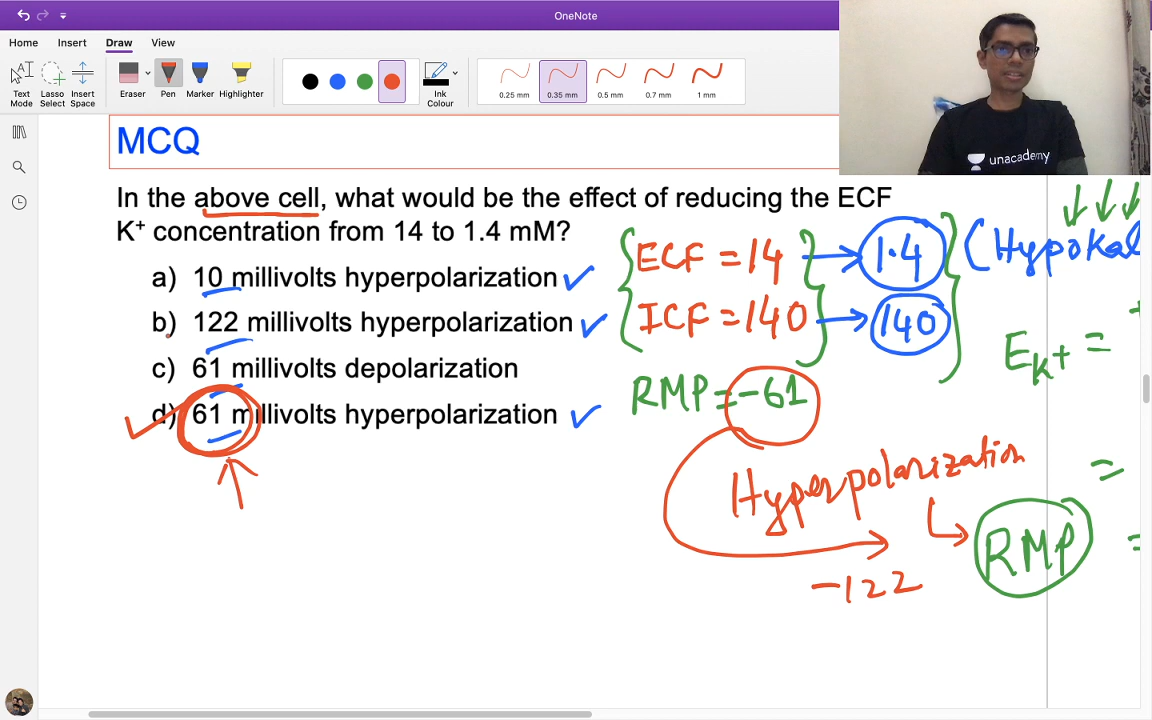 OneNote
Home Insert Draw View
Text Mode
Lasso Select
Insert Space
Eraser
Pen
Marker
Highlighter
Ink Colour
0.25 mm
0.35 mm
0.5 mm
0.7 mm
1 mm
unacademy
MCQ
In the above cell, what would be the effect of reducing the ECF
K⁺ concentration from 14 to 1.4 mM?
a) 10 millivolts hyperpolarization
b) 122 millivolts hyperpolarization
c) 61 millivolts depolarization
d) 61 millivolts hyperpolarization
ECF = 14 → 1.4
ICF = 140 → 140
(Hypokal
E K+ =
RMP = -61
Hyperpolarization
=
RMP
=
-122